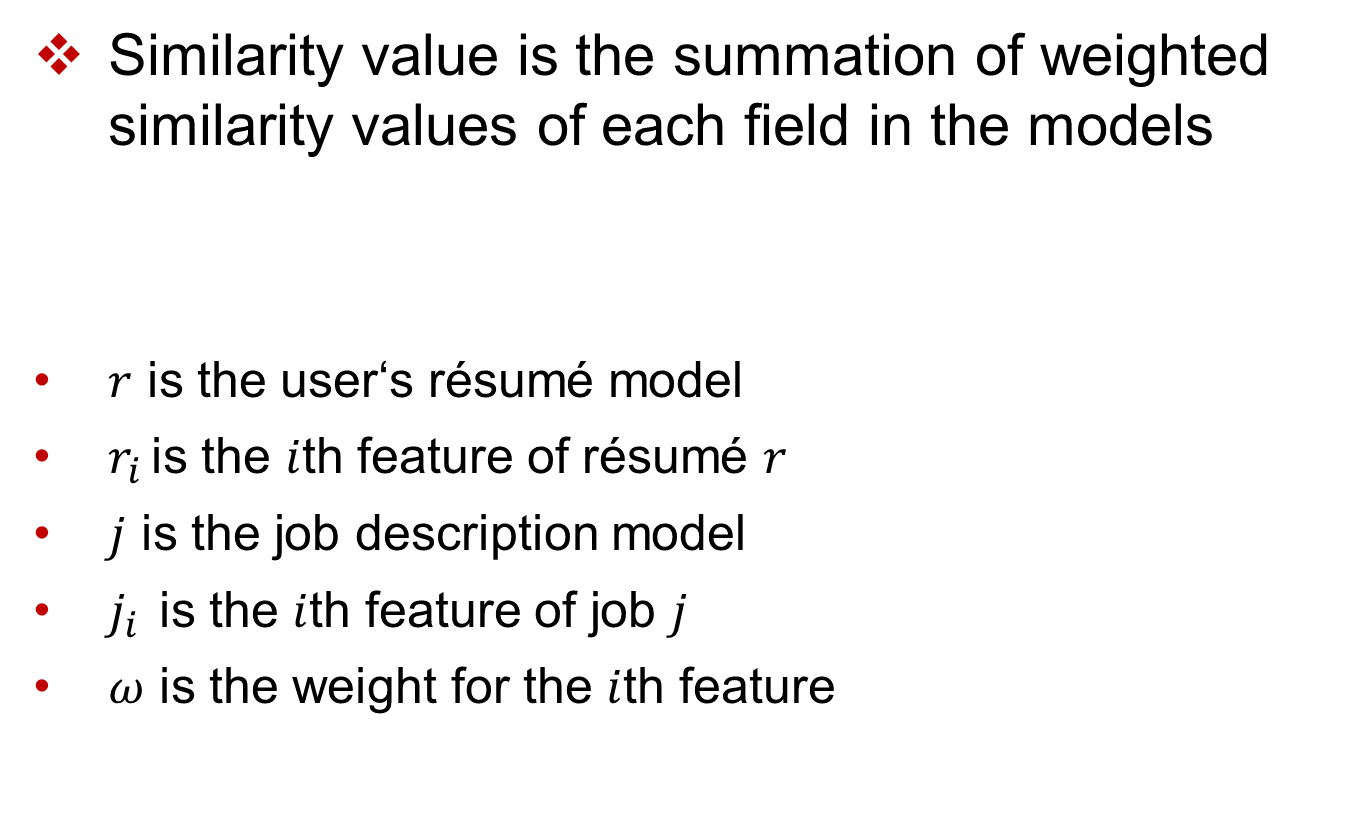 ❖ Similarity value is the summation of weighted
similarity values of each field in the models
• r is the user‘s résumé model
• rᵢ is the ith feature of résumé r
• j is the job description model
• jᵢ is the ith feature of job j
• ω is the weight for the ith feature